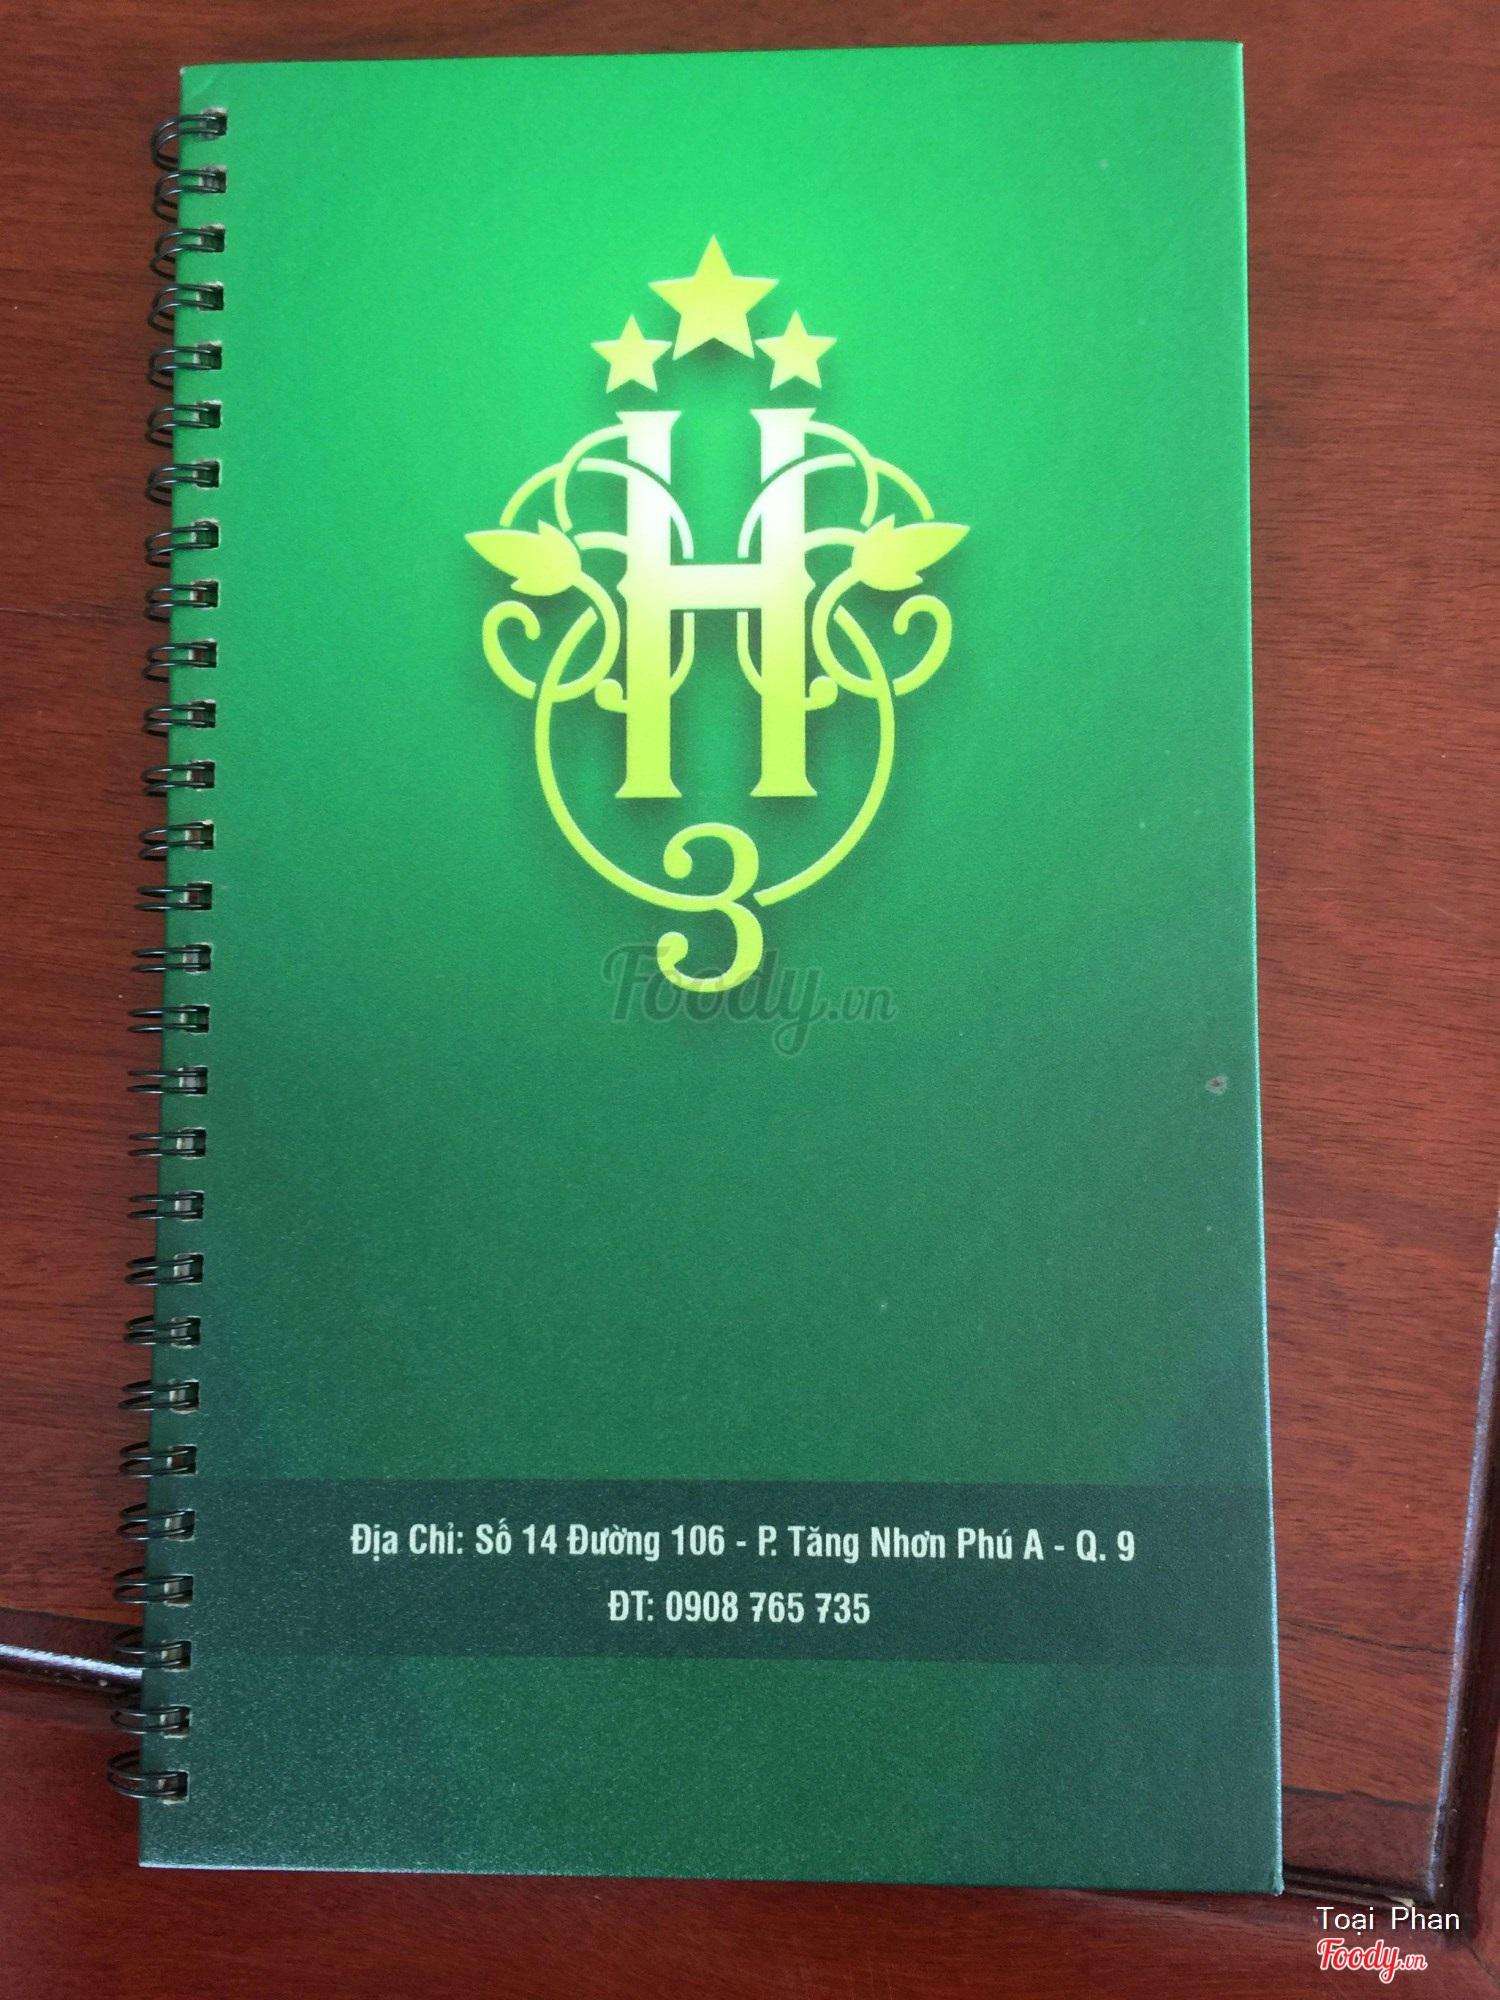 H
3
Foody.vn
Địa Chỉ: Số 14 Đường 106 - P. Tăng Nhơn Phú A - Q. 9
ĐT: 0908 765 735
Toại Phan
Foody.vn